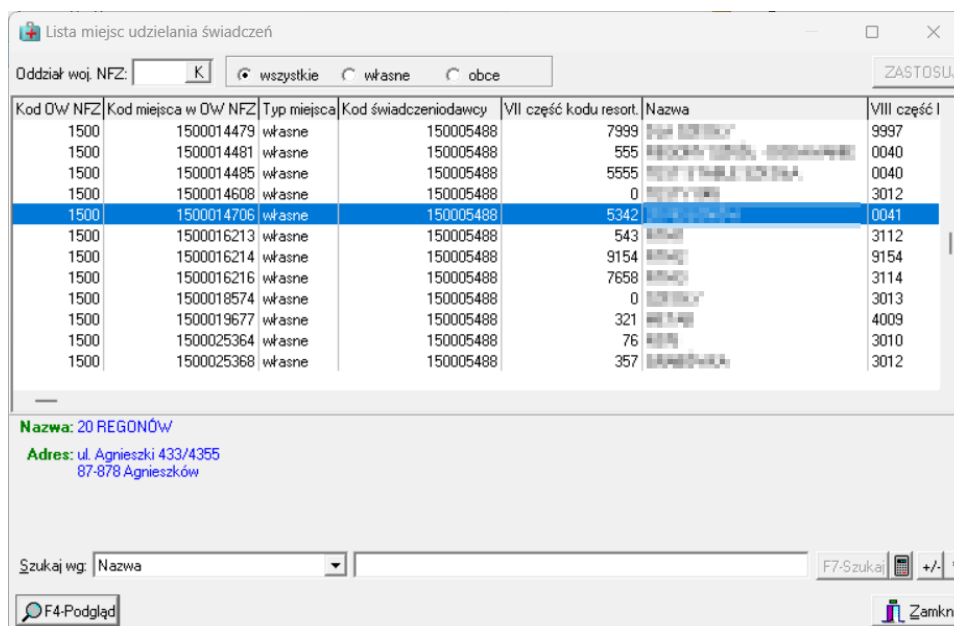 Lista miejsc udzielania świadczeń
Oddział woj. NFZ: K wszystkie własne obce ZASTOSUJ
Kod OW NFZ Kod miejsca w OW NFZ Typ miejsca Kod świadczeniodawcy VII część kodu resort. Nazwa VIII część l
1500 1500014479 własne 150005488 7999 9997
1500 1500014481 własne 150005488 555 0040
1500 1500014485 własne 150005488 5555 0040
1500 1500014608 własne 150005488 0 3012
1500 1500014706 własne 150005488 5342 0041
1500 1500016213 własne 150005488 543 3112
1500 1500016214 własne 150005488 9154 9154
1500 1500016216 własne 150005488 7658 3114
1500 1500018574 własne 150005488 0 3013
1500 1500019677 własne 150005488 321 4009
1500 1500025364 własne 150005488 76 3010
1500 1500025368 własne 150005488 357 3012
Nazwa: 20 REGONÓW
Adres: ul. Agnieszki 433/4355
87-878 Agnieszków
Szukaj wg: Nazwa F7-Szukaj +/-
F4-Podgląd Zamkn